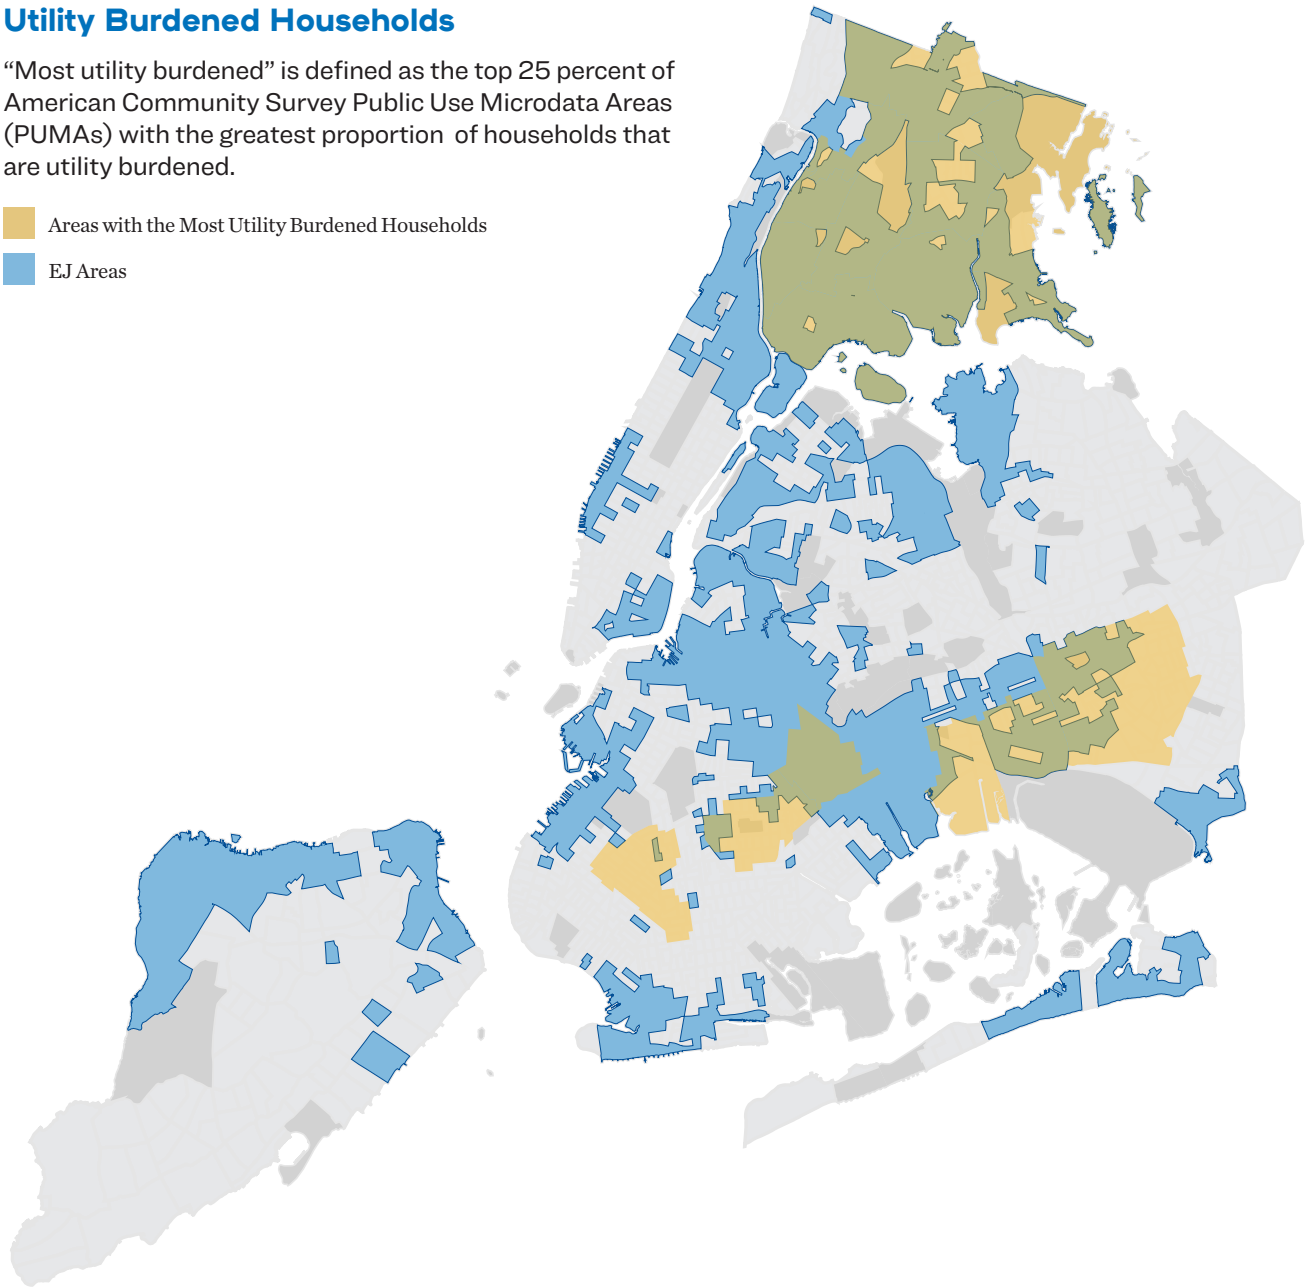 Utility Burdened Households
“Most utility burdened” is defined as the top 25 percent of
American Community Survey Public Use Microdata Areas
(PUMAs) with the greatest proportion of households that
are utility burdened.
Areas with the Most Utility Burdened Households
EJ Areas